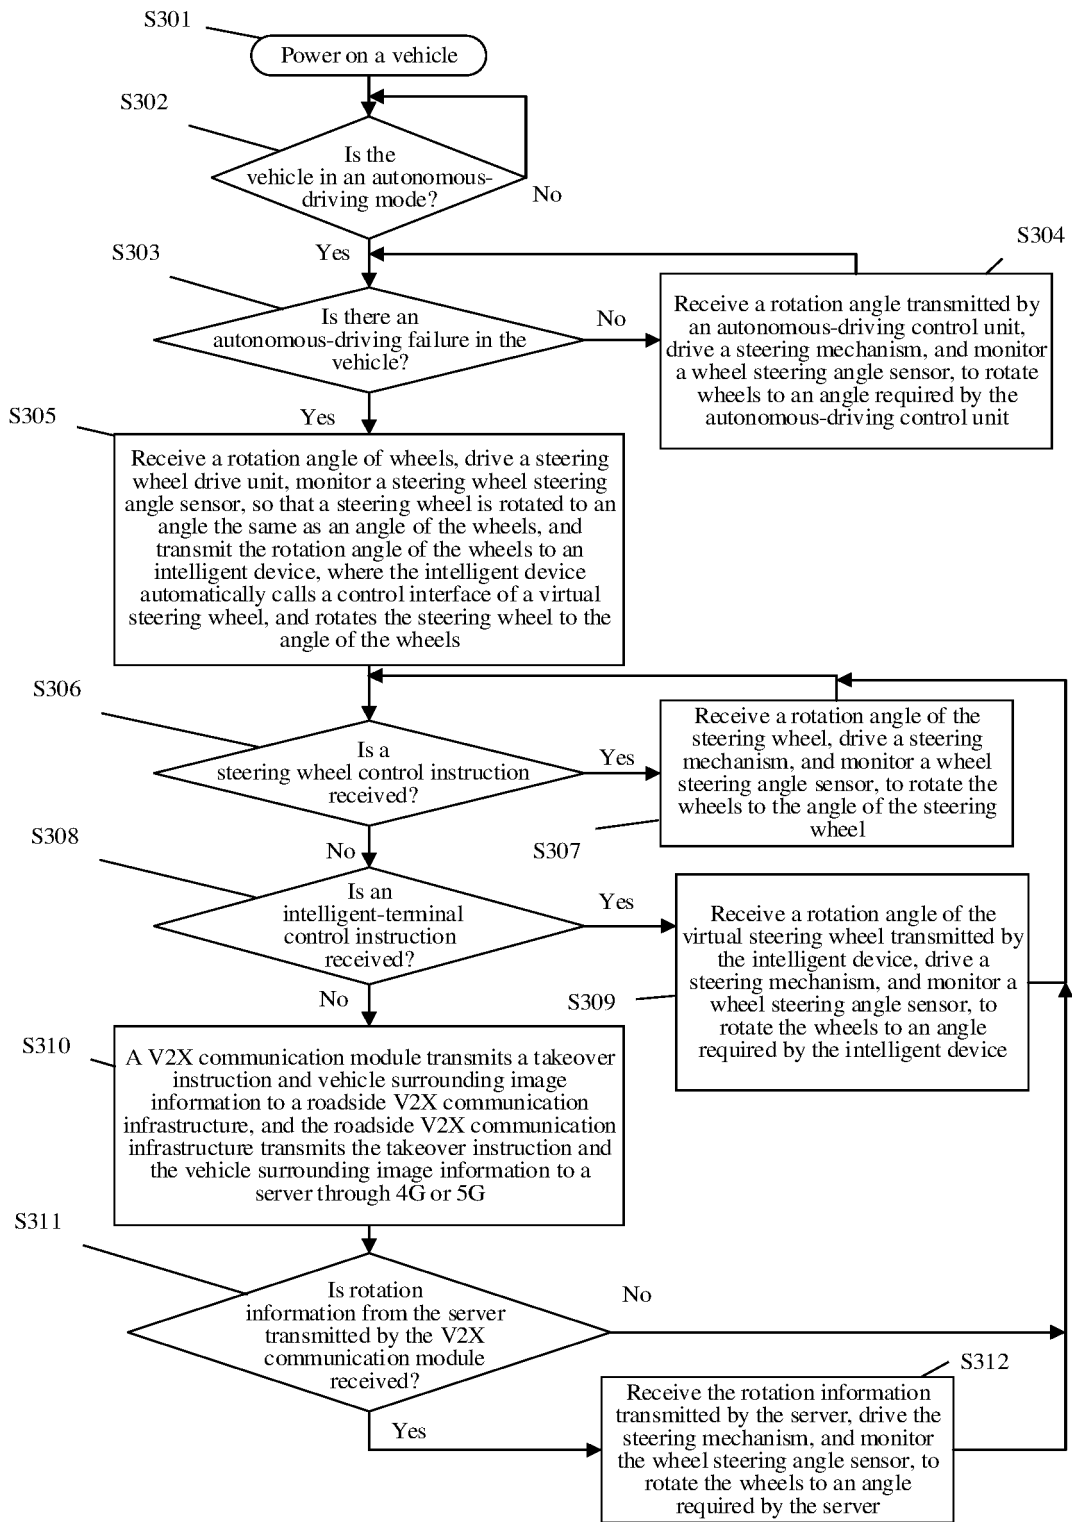 S301
Power on a vehicle
S302
Is the
vehicle in an autonomous-
driving mode?
No
Yes
S303
Is there an
autonomous-driving failure in the
vehicle?
No
S304
Receive a rotation angle transmitted by
an autonomous-driving control unit,
drive a steering mechanism, and monitor
a wheel steering angle sensor, to rotate
wheels to an angle required by the
autonomous-driving control unit
Yes
S305
Receive a rotation angle of wheels, drive a steering
wheel drive unit, monitor a steering wheel steering
angle sensor, so that a steering wheel is rotated to an
angle the same as an angle of the wheels, and
transmit the rotation angle of the wheels to an
intelligent device, where the intelligent device
automatically calls a control interface of a virtual
steering wheel, and rotates the steering wheel to the
angle of the wheels
S306
Is a
steering wheel control instruction
received?
Yes
Receive a rotation angle of the
steering wheel, drive a steering
mechanism, and monitor a wheel
steering angle sensor, to rotate
the wheels to the angle of the steering
wheel
S307
No
S308
Is an
intelligent-terminal
control instruction
received?
Yes
Receive a rotation angle of the
virtual steering wheel transmitted by
the intelligent device, drive a
steering mechanism, and monitor a
wheel steering angle sensor, to
rotate the wheels to an angle
required by the intelligent device
S309
No
S310
A V2X communication module transmits a takeover
instruction and vehicle surrounding image
information to a roadside V2X communication
infrastructure, and the roadside V2X communication
infrastructure transmits the takeover instruction and
the vehicle surrounding image information to a
server through 4G or 5G
S311
Is rotation
information from the server
transmitted by the V2X
communication module
received?
No
Yes
S312
Receive the rotation information
transmitted by the server, drive the
steering mechanism, and monitor
the wheel steering angle sensor, to
rotate the wheels to an angle
required by the server